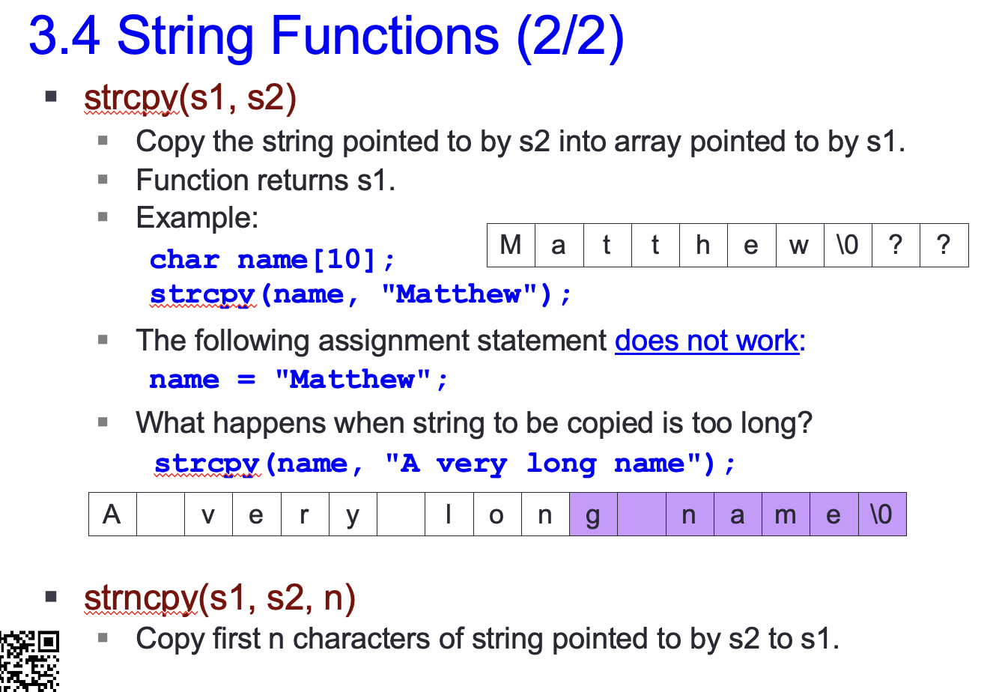 3.4 String Functions (2/2)
strcpy(s1, s2)
Copy the string pointed to by s2 into array pointed to by s1.
Function returns s1.
Example:
char name[10];
M a t t h e w \0 ? ?
strcpy(name, "Matthew");
The following assignment statement does not work:
name = "Matthew";
What happens when string to be copied is too long?
strcpy(name, "A very long name");
A v e r y l o n g n a m e \0
strncpy(s1, s2, n)
Copy first n characters of string pointed to by s2 to s1.